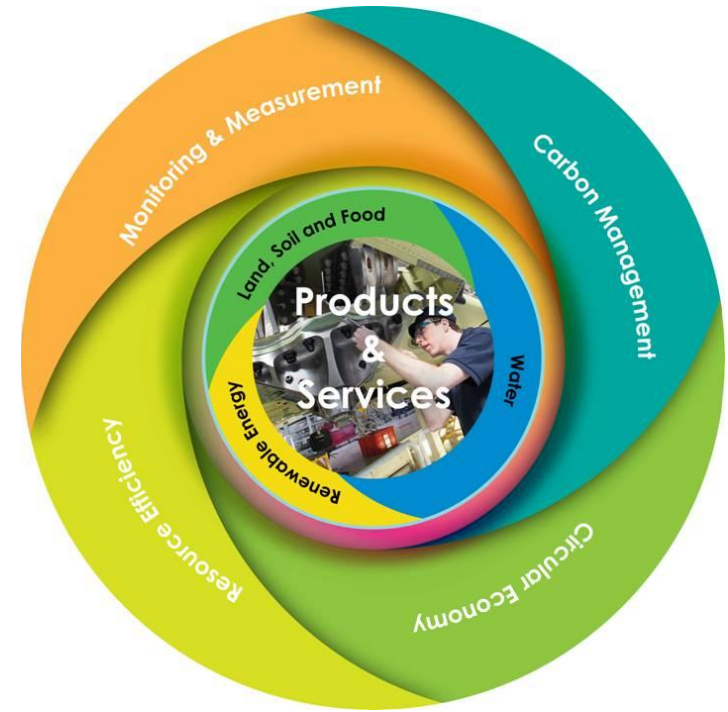 Monitoring & Measurement
Carbon Management
Land, Soil and Food
Products
&
Services
Water
Renewable Energy
Resource Efficiency
Circular Economy